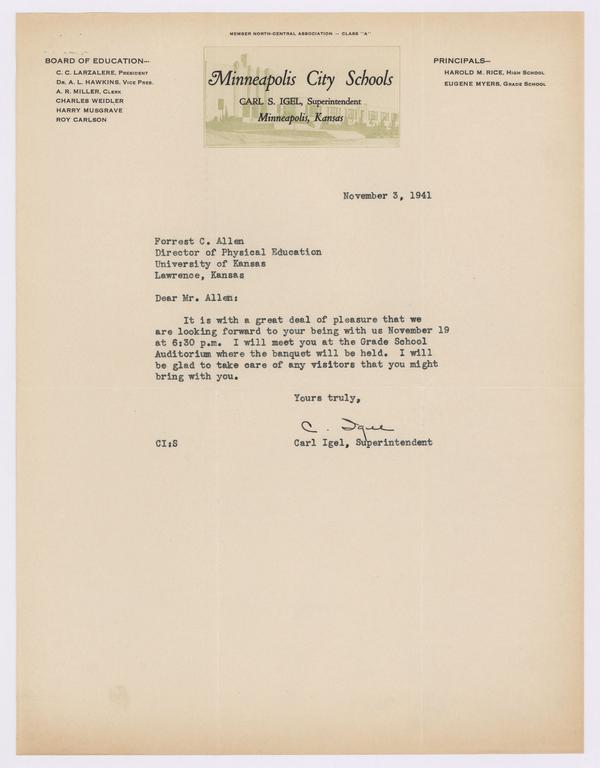 MEMBER NORTH-CENTRAL ASSOCIATION -- CLASS "A"
BOARD OF EDUCATION--
C. C. LARZALERE, PRESIDENT
DR. A. L. HAWKINS, VICE PRES.
A. R. MILLER, CLERK
CHARLES WEIDLER
HARRY MUSGRAVE
ROY CARLSON
Minneapolis City Schools
CARL S. IGEL, Superintendent
Minneapolis, Kansas
PRINCIPALS--
HAROLD M. RICE, HIGH SCHOOL
EUGENE MYERS, GRADE SCHOOL
November 3, 1941
Forrest C. Allen
Director of Physical Education
University of Kansas
Lawrence, Kansas
Dear Mr. Allen:
It is with a great deal of pleasure that we
are looking forward to your being with us November 19
at 6:30 p.m. I will meet you at the Grade School
Auditorium where the banquet will be held. I will
be glad to take care of any visitors that you might
bring with you.
Yours truly,
C. Igel
CI:S
Carl Igel, Superintendent